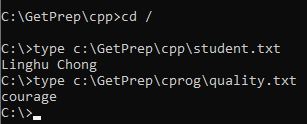 C:\GetPrep\cpp>cd /
C:\>type c:\GetPrep\cpp\student.txt
Linghu Chong
C:\>type c:\GetPrep\cprog\quality.txt
courage
C:\>